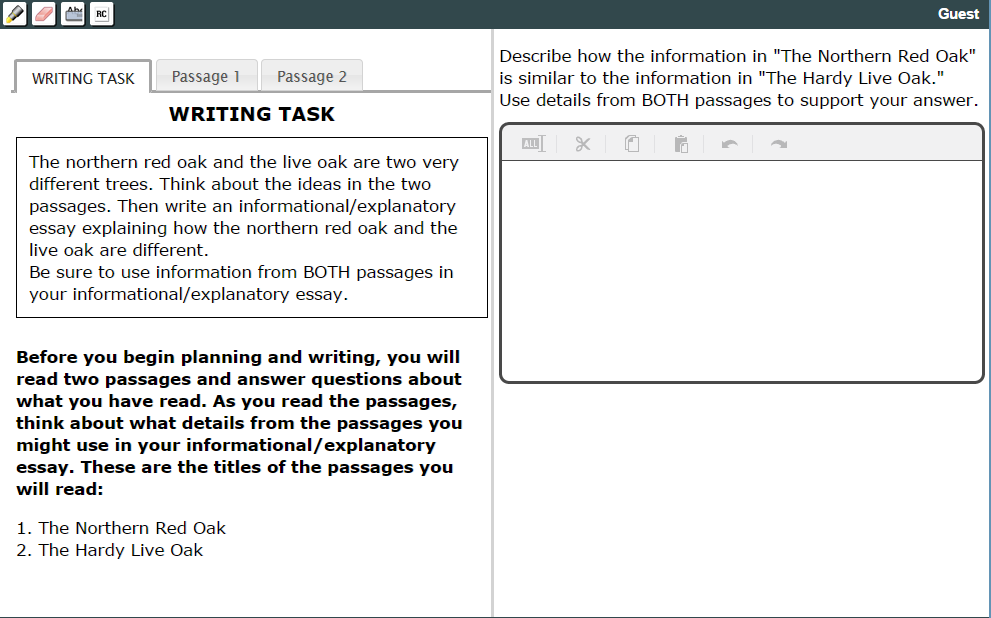 Abc
RC
Guest
WRITING TASK
Passage 1
Passage 2
WRITING TASK
The northern red oak and the live oak are two very
different trees. Think about the ideas in the two
passages. Then write an informational/explanatory
essay explaining how the northern red oak and the
live oak are different.
Be sure to use information from BOTH passages in
your informational/explanatory essay.
Before you begin planning and writing, you will
read two passages and answer questions about
what you have read. As you read the passages,
think about what details from the passages you
might use in your informational/explanatory
essay. These are the titles of the passages you
will read:
1. The Northern Red Oak
2. The Hardy Live Oak
Describe how the information in "The Northern Red Oak"
is similar to the information in "The Hardy Live Oak."
Use details from BOTH passages to support your answer.
ALL